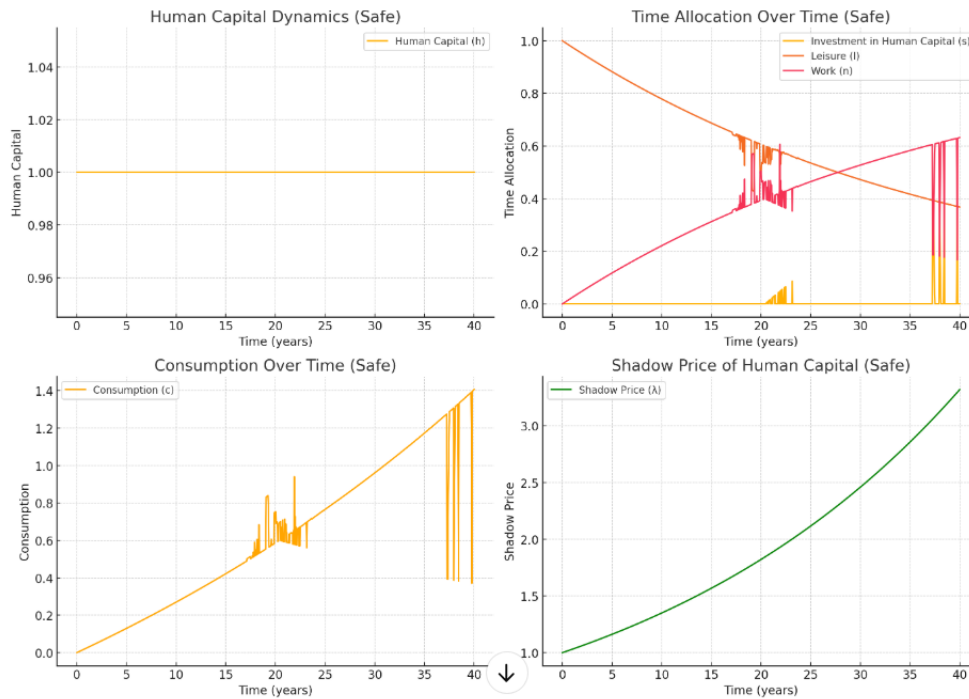 Human Capital Dynamics (Safe)
Human Capital (h)
1.04
1.02
1.00
0.98
0.96
Human Capital
0 5 10 15 20 25 30 35 40
Time (years)
Time Allocation Over Time (Safe)
Investment in Human Capital (s)
Leisure (l)
Work (n)
1.0
0.8
0.6
0.4
0.2
0.0
Time Allocation
0 5 10 15 20 25 30 35 40
Time (years)
Consumption Over Time (Safe)
Consumption (c)
1.4
1.2
1.0
0.8
0.6
0.4
0.2
0.0
Consumption
0 5 10 15 20 25 30 35 40
Time (years)
Shadow Price of Human Capital (Safe)
Shadow Price (λ)
3.0
2.5
2.0
1.5
1.0
Shadow Price
0 5 10 15 20 25 30 35 40
Time (years)